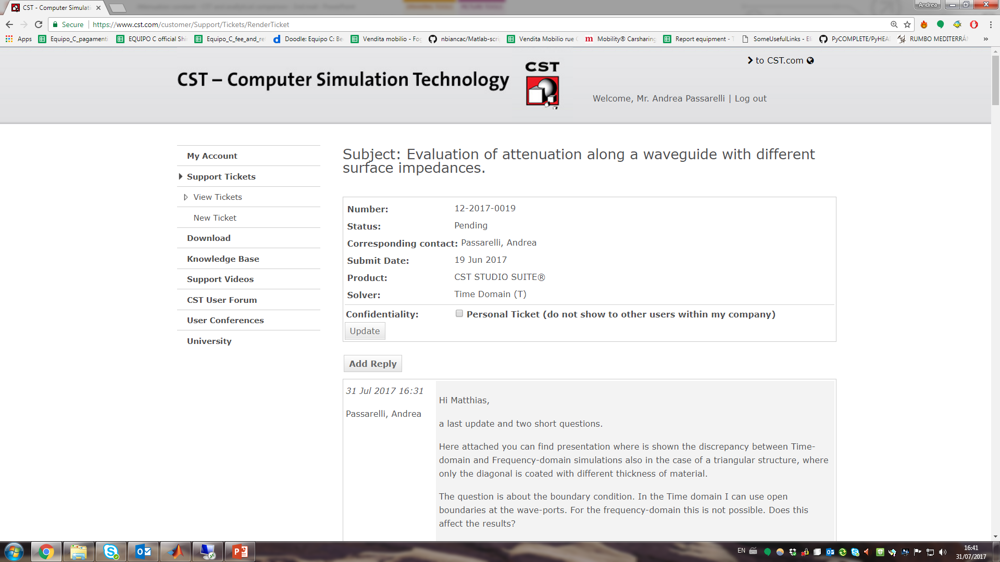 CST - Computer Simulati
Andrea
Secure
https://www.cst.com/customer/Support/Tickets/RenderTicket
Apps
Equipo_C_pagament
EQUIPO C official Shi
Equipo_C_fee_and_re
Doodle: Equipo C: Be
Vendita mobilio - Fog
nbiancac/Matlab-scri
Vendita Mobilio rue
Mobility® Carsharing
Report equipment -
SomeUsefulLinks - Eli
PyCOMPLETE/PyHEA
RUMBO MEDITERRÁ
»
to CST.com
CST – Computer Simulation Technology
CST
Welcome, Mr. Andrea Passarelli | Log out
My Account
Support Tickets
View Tickets
New Ticket
Download
Knowledge Base
Support Videos
CST User Forum
User Conferences
University
Subject: Evaluation of attenuation along a waveguide with different
surface impedances.
Number: 12-2017-0019
Status: Pending
Corresponding contact: Passarelli, Andrea
Submit Date: 19 Jun 2017
Product: CST STUDIO SUITE®
Solver: Time Domain (T)
Confidentiality: Personal Ticket (do not show to other users within my company)
Update
Add Reply
31 Jul 2017 16:31
Passarelli, Andrea
Hi Matthias,
a last update and two short questions.
Here attached you can find presentation where is shown the discrepancy between Time-
domain and Frequency-domain simulations also in the case of a triangular structure, where
only the diagonal is coated with different thickness of material.
The question is about the boundary condition. In the Time domain I can use open
boundaries at the wave-ports. For the frequency-domain this is not possible. Does this
affect the results?
EN
16:41
31/07/2017